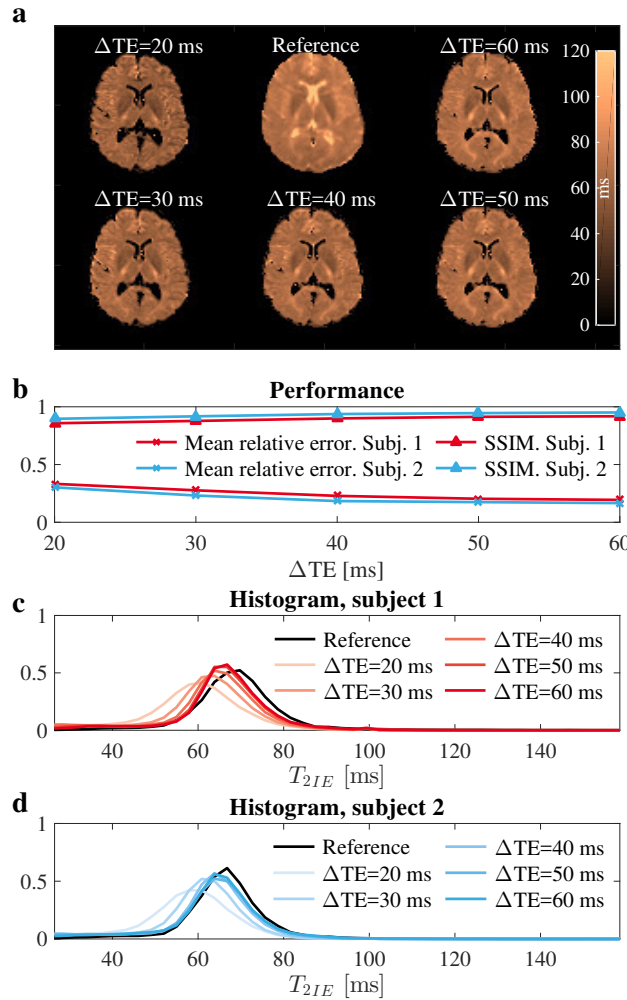 a
ΔTE=20 ms Reference ΔTE=60 ms
ΔTE=30 ms ΔTE=40 ms ΔTE=50 ms
120
100
80
60
40
20
0
ms
b
Performance
1
0.5
0
Mean relative error. Subj. 1
Mean relative error. Subj. 2
SSIM. Subj. 1
SSIM. Subj. 2
20 30 40 50 60
ΔTE [ms]
c
Histogram, subject 1
1
0.5
0
Reference
ΔTE=20 ms
ΔTE=30 ms
ΔTE=40 ms
ΔTE=50 ms
ΔTE=60 ms
40 60 80 100 120 140
T2IE [ms]
d
Histogram, subject 2
1
0.5
0
Reference
ΔTE=20 ms
ΔTE=30 ms
ΔTE=40 ms
ΔTE=50 ms
ΔTE=60 ms
40 60 80 100 120 140
T2IE [ms]